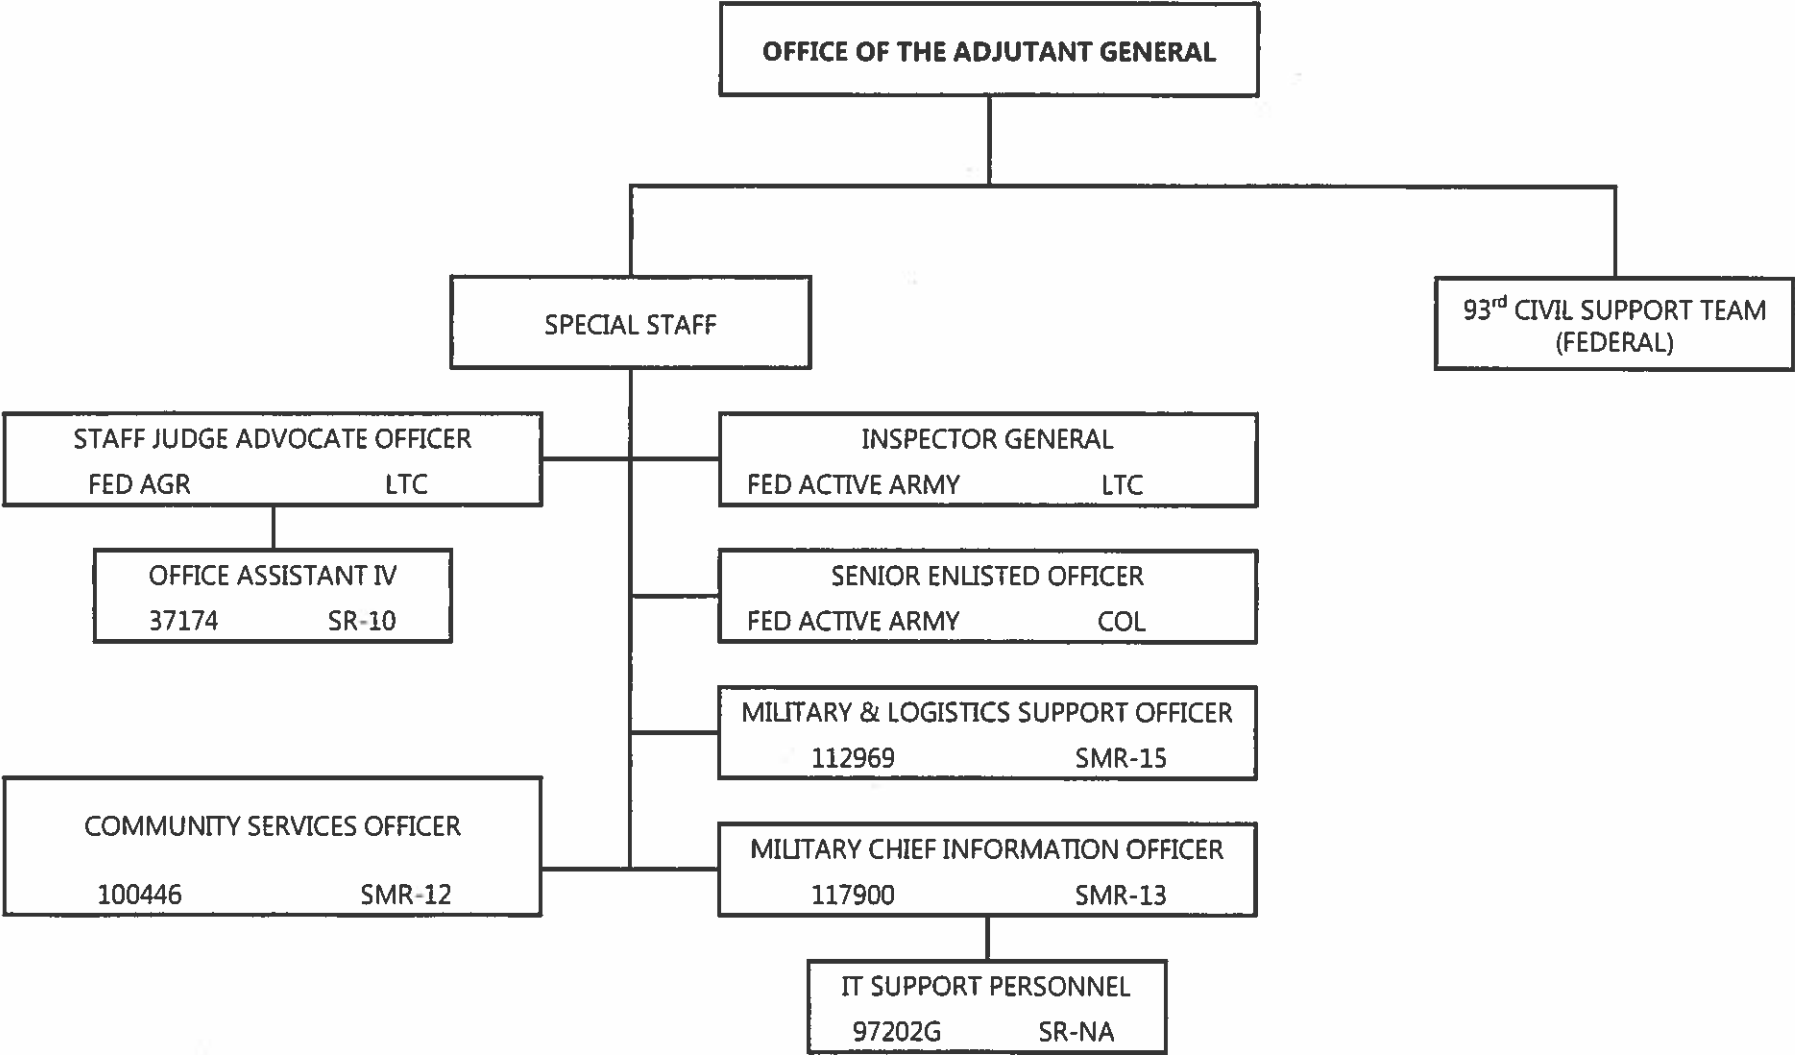 OFFICE OF THE ADJUTANT GENERAL
SPECIAL STAFF
93rd CIVIL SUPPORT TEAM
(FEDERAL)
STAFF JUDGE ADVOCATE OFFICER
FED AGR LTC
INSPECTOR GENERAL
FED ACTIVE ARMY LTC
OFFICE ASSISTANT IV
37174 SR-10
SENIOR ENLISTED OFFICER
FED ACTIVE ARMY COL
MILITARY & LOGISTICS SUPPORT OFFICER
112969 SMR-15
COMMUNITY SERVICES OFFICER
100446 SMR-12
MILITARY CHIEF INFORMATION OFFICER
117900 SMR-13
IT SUPPORT PERSONNEL
97202G SR-NA